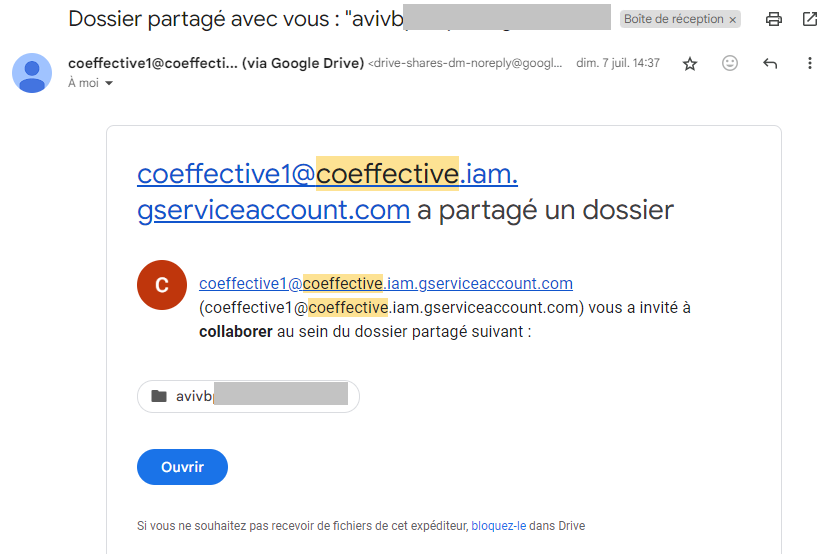 Dossier partagé avec vous : "avivb
Boîte de réception ×
coeffective1@coeffecti... (via Google Drive) <drive-shares-dm-noreply@googl... dim. 7 juil. 14:37
À moi
coeffective1@coeffective.iam.
gserviceaccount.com a partagé un dossier
C
coeffective1@coeffective.iam.gserviceaccount.com
(coeffective1@coeffective.iam.gserviceaccount.com) vous a invité à
collaborer au sein du dossier partagé suivant :
avivb
Ouvrir
Si vous ne souhaitez pas recevoir de fichiers de cet expéditeur, bloquez-le dans Drive